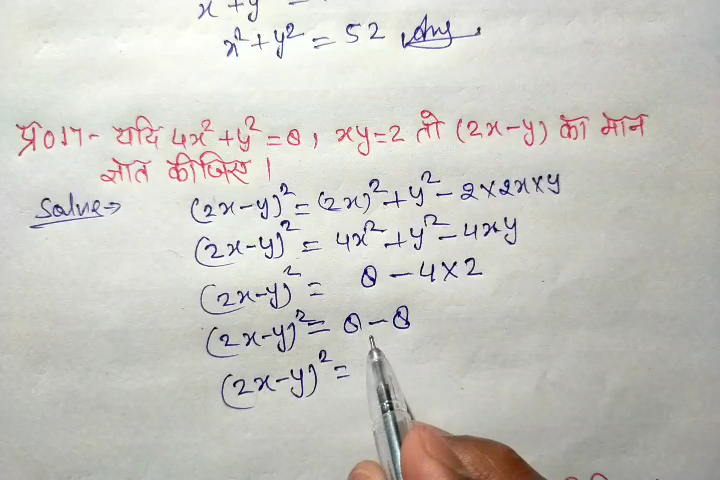 x + y =
x² + y² = 52 Ans.
प्र०17- यदि 4x² + y² = 8, xy = 2 तो (2x-y) का मान
ज्ञात कीजिए।
Solve → (2x-y)² = (2x)² + y² - 2×2x×y
(2x-y)² = 4x² + y² - 4xy
(2x-y)² = 8 - 4×2
(2x-y)² = 8 - 8
(2x-y)² =